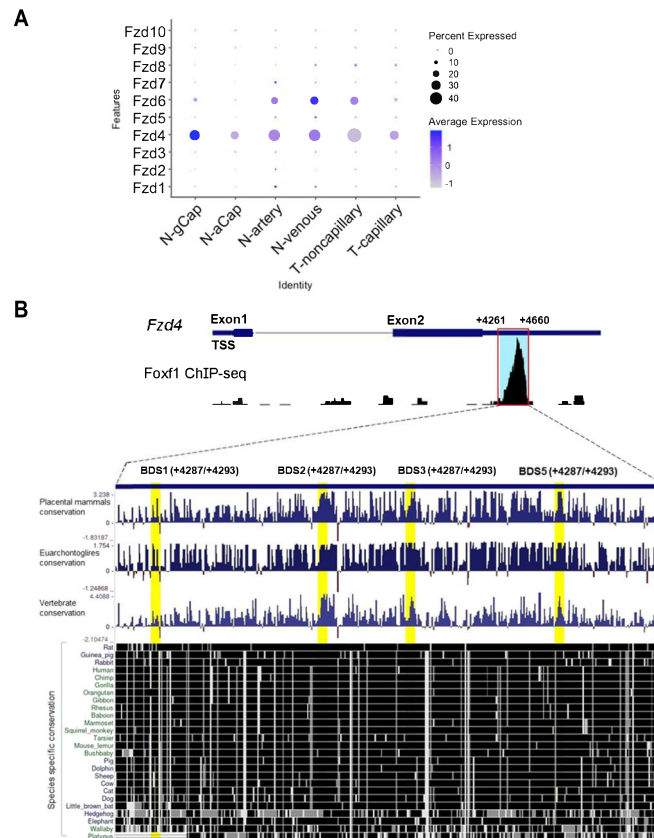 A
Fzd10
Fzd9
Fzd8
Fzd7
Fzd6
Fzd5
Fzd4
Fzd3
Fzd2
Fzd1
Features
N-gCap
N-aCap
N-artery
N-venous
T-noncapillary
T-capillary
Identity
Percent Expressed
0
10
20
30
40
Average Expression
1
0
-1
B
Fzd4
Exon1
Exon2
+4261
+4660
TSS
Foxf1 ChIP-seq
BDS1 (+4287/+4293)
BDS2 (+4287/+4293)
BDS3 (+4287/+4293)
BDS5 (+4287/+4293)
3.238
Placental mammals
conservation
0
-1.83187
1.754
Euarchontoglires
conservation
0
-1.24868
4.4088
Vertebrate
conservation
0
-2.10474
Species specific conservation
Rat
Guinea_pig
Rabbit
Human
Chimp
Gorilla
Orangutan
Gibbon
Rhesus
Baboon
Marmoset
Squirrel_monkey
Tarsier
Mouse_lemur
Bushbaby
Pig
Dolphin
Sheep
Cow
Cat
Dog
Little_brown_bat
Hedgehog
Elephant
Wallaby
Platypus